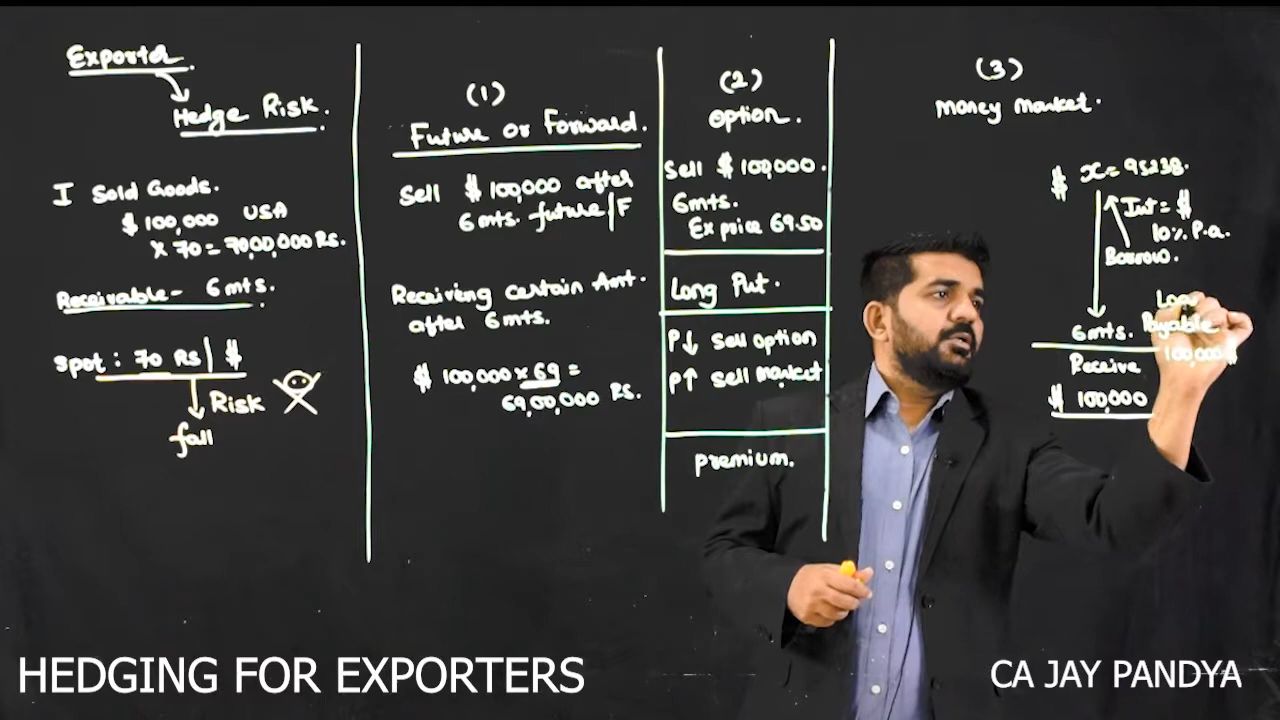 Exporter.
Hedge Risk.
I Sold Goods.
$ 100,000 USA
x 70 = 7000,000 Rs.
Receivable - 6 mts.
Spot : 70 Rs | $
Risk
fall
(1)
Future or Forward.
Sell $ 100,000 after
6 mts. future/F
Receiving certain Amt.
after 6 mts.
$ 100,000 x 69 =
69,00,000 Rs.
(2)
Option.
Sell $ 100,000.
6mts.
Ex price 69.50
Long Put.
P↓ Sell option
P↑ Sell Market
Premium.
(3)
Money Market.
$ x = 95238.
Int = $
10% P.a.
Borrow.
Loan
6 mts. Payable
100,000 $
Receive
$ 100,000
HEDGING FOR EXPORTERS
CA JAY PANDYA